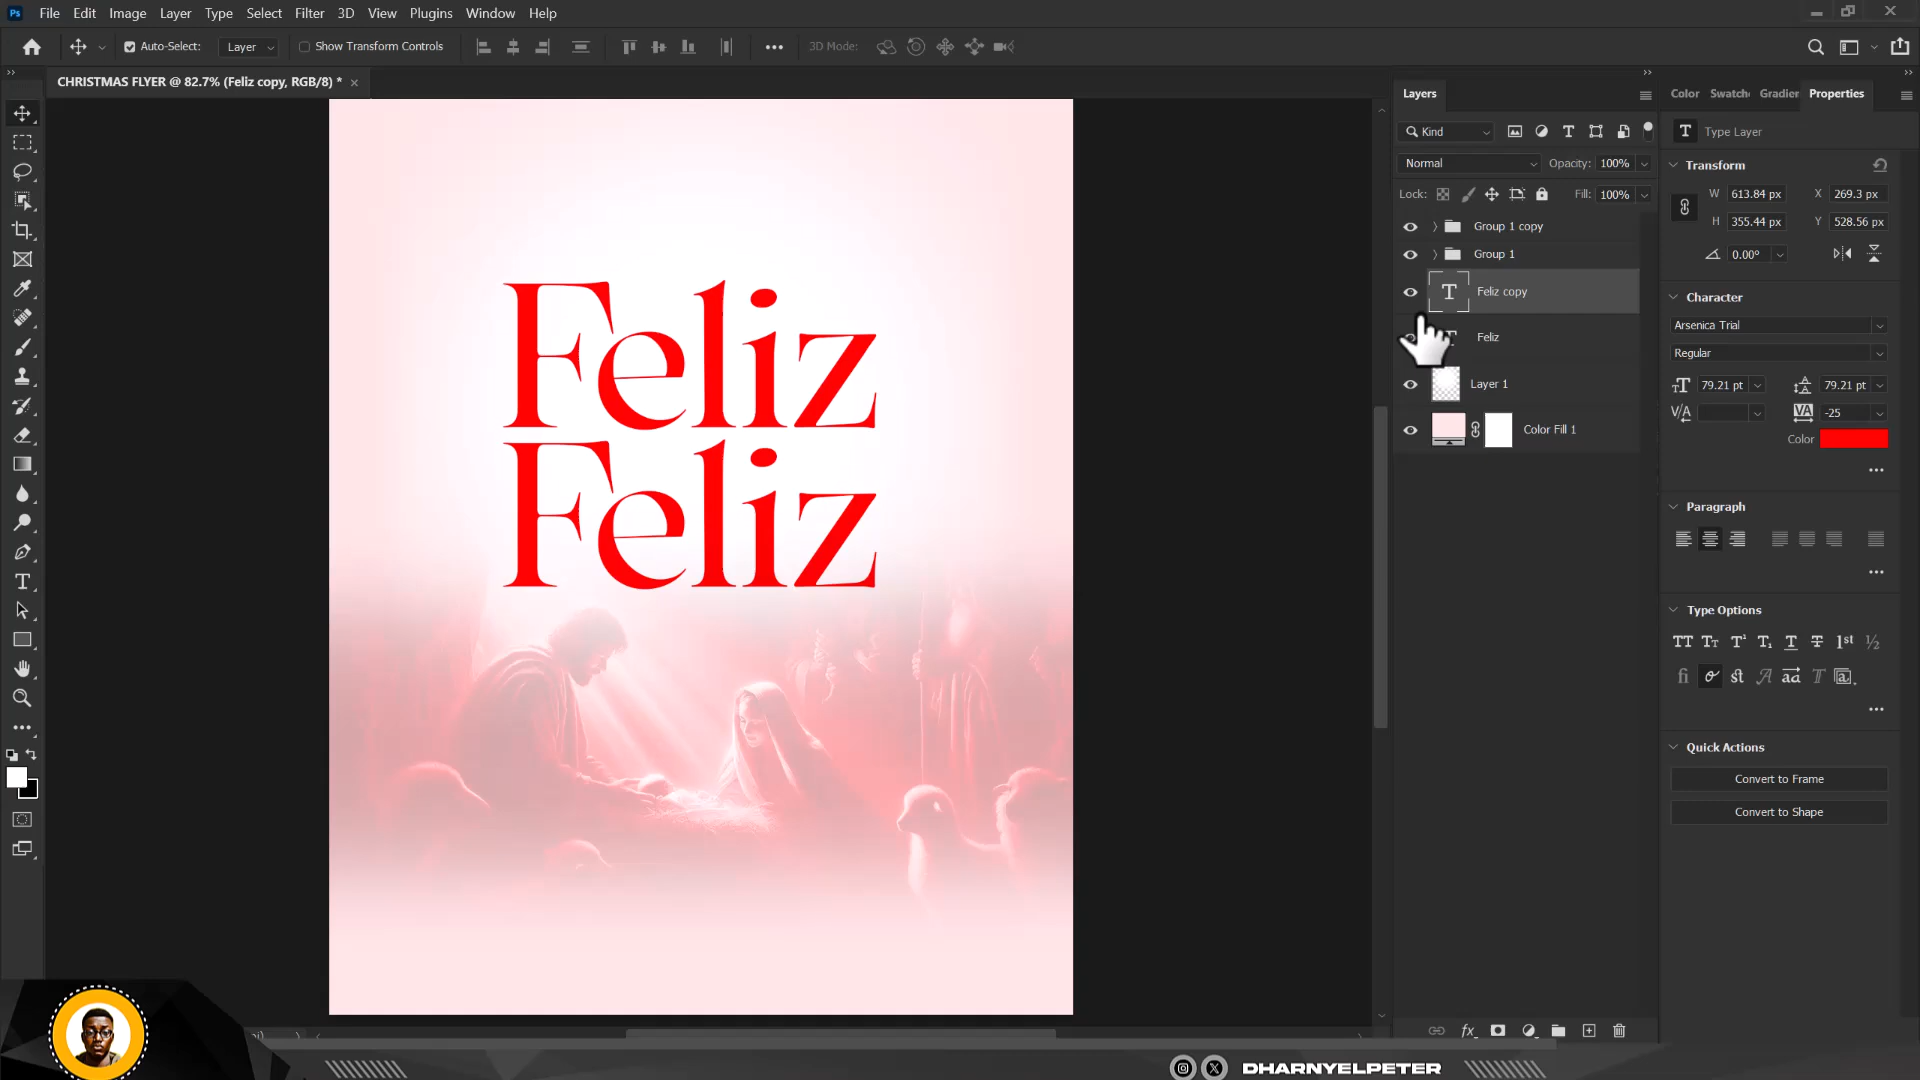 Ps File Edit Image Layer Type Select Filter 3D View Plugins Window Help
Auto-Select: Layer Show Transform Controls 3D Mode:
CHRISTMAS FLYER @ 82.7% (Feliz copy, RGB/8) *
Feliz
Feliz
Layers
Kind
Normal Opacity: 100%
Lock: Fill: 100%
Group 1 copy
Group 1
Feliz copy
Feliz
Layer 1
Color Fill 1
Color Swatch Gradien Properties
Type Layer
Transform
W 613.84 px X 269.3 px
H 355.44 px Y 528.56 px
0.00°
Character
Arsenica Trial
Regular
79.21 pt 79.21 pt
-25
Color
Paragraph
Type Options
Quick Actions
Convert to Frame
Convert to Shape
DHARNYELPETER